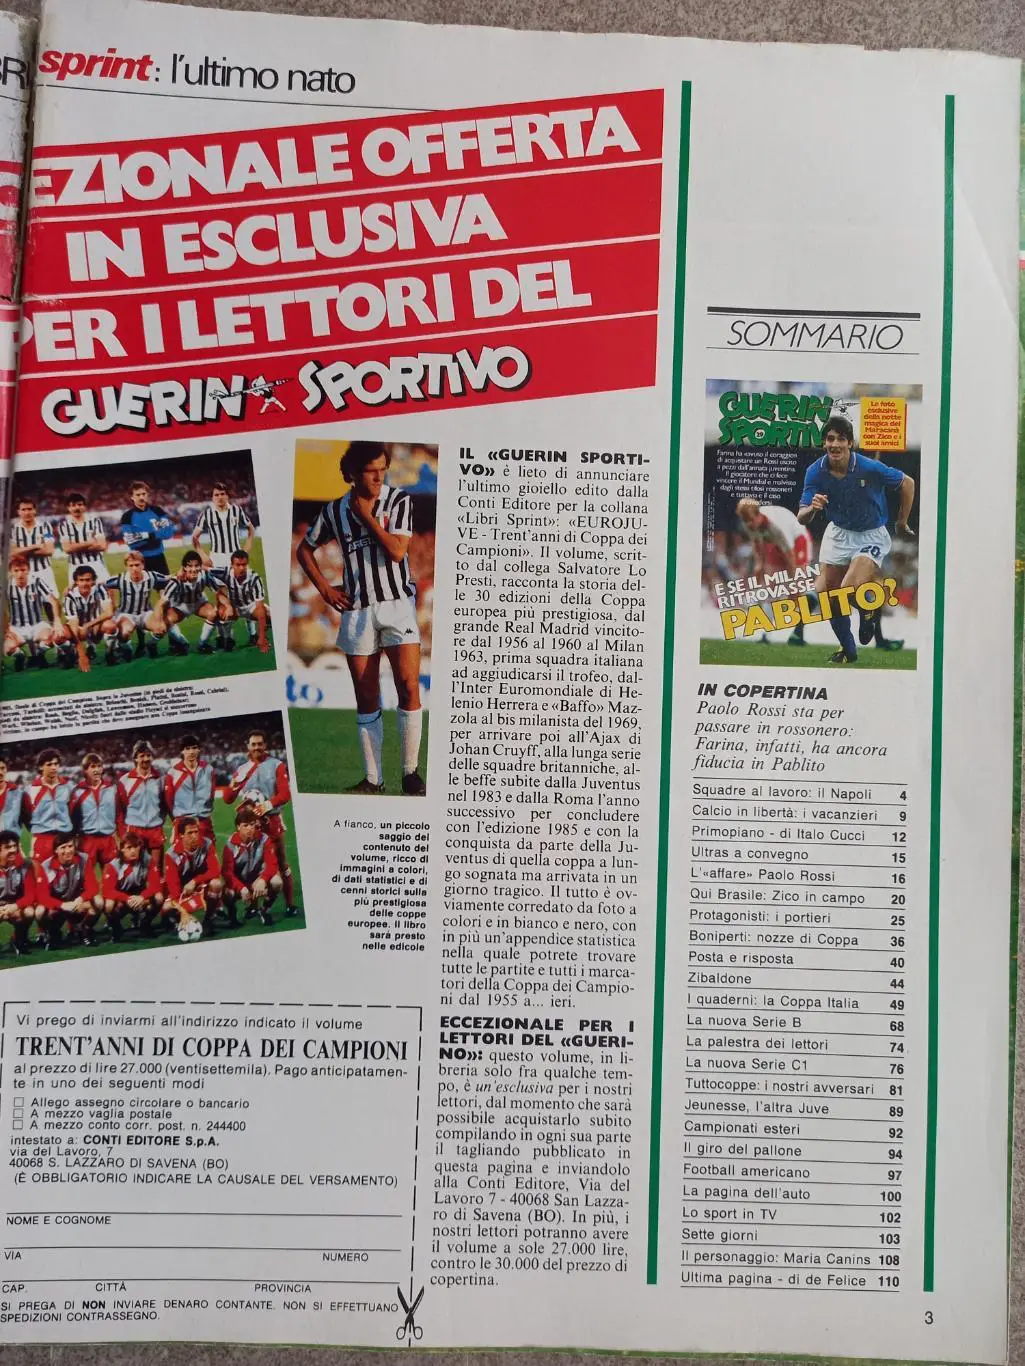 sprint: l'ultimo nato
EZIONALE OFFERTA
IN ESCLUSIVA
PER I LETTORI DEL
GUERIN SPORTIVO
A fianco, un piccolo
saggio del
contenuto del
volume, ricco di
immagini a colori,
di dati statistici e di
cenni storici sulla
più prestigiosa
delle coppe
europee. Il libro
sarà presto
nelle edicole
IL «GUERIN SPORTI-
VO» è lieto di annunciare
l'ultimo gioiello edito dalla
Conti Editore per la collana
«Libri Sprint»: «EUROJU-
VE - Trent'anni di Coppa dei
Campioni». Il volume, scrit-
to dal collega Salvatore Lo
Presti, racconta la storia del-
le 30 edizioni della Coppa
europea più prestigiosa, dal
grande Real Madrid vincito-
re dal 1956 al 1960 al Milan
1963, prima squadra italiana
ad aggiudicarsi il trofeo, dal-
l'Inter Euromondiale di He-
lenio Herrera e «Baffo» Maz-
zola al bis milanista del 1969,
per arrivare poi all'Ajax di
Johan Cruyff, alla lunga serie
delle squadre britanniche, al-
le beffe subite dalla Juventus
nel 1983 e dalla Roma l'anno
successivo per concludere
con l'edizione 1985 e con la
conquista da parte della Ju-
ventus di quella coppa a lun-
go sognata ma arrivata in un
giorno tragico. Il tutto è ov-
viamente corredato da foto a
colori e in bianco e nero, con
in più un'appendice statistica
nella quale potrete trovare
tutte le partite e tutti i marca-
tori della Coppa dei Campio-
ni dal 1955 a... ieri.
ECCEZIONALE PER I
LETTORI DEL «GUERI-
NO»: questo volume, in li-
breria solo fra qualche tem-
po, è un'esclusiva per i nostri
lettori, dal momento che sarà
possibile acquistarlo subito
compilando in ogni sua parte
il tagliando pubblicato in
questa pagina e inviandolo
alla Conti Editore, Via del
Lavoro 7 - 40068 San Lazza-
ro di Savena (BO). In più, i
nostri lettori potranno avere
il volume a sole 27.000 lire,
contro le 30.000 del prezzo di
copertina.
Vi prego di inviarmi all'indirizzo indicato il volume
TRENT'ANNI DI COPPA DEI CAMPIONI
al prezzo di lire 27.000 (ventisettemila). Pago anticipatamen-
te in uno dei seguenti modi
Allego assegno circolare o bancario
A mezzo vaglia postale
A mezzo conto corr. post. n. 244400
intestato a: CONTI EDITORE S.p.A.
via del Lavoro, 7
40068 S. LAZZARO DI SAVENA (BO)
(È OBBLIGATORIO INDICARE LA CAUSALE DEL VERSAMENTO)
NOME E COGNOME
VIA NUMERO
CAP. CITTÀ PROVINCIA
SI PREGA DI NON INVIARE DENARO CONTANTE. NON SI EFFETTUANO
SPEDIZIONI CONTRASSEGNO.
SOMMARIO
GUERIN
SPORTIV
Le foto
esclusive
della notte
magica del
Maracanà
con Zico e i
suoi amici
E SE IL MILAN
RITROVASSE
PABLITO?
IN COPERTINA
Paolo Rossi sta per
passare in rossonero:
Farina, infatti, ha ancora
fiducia in Pablito
Squadre al lavoro: il Napoli 4
Calcio in libertà: i vacanzieri 9
Primopiano - di Italo Cucci 12
Ultras a convegno 15
L'«affare» Paolo Rossi 16
Qui Brasile: Zico in campo 20
Protagonisti: i portieri 25
Boniperti: nozze di Coppa 36
Posta e risposta 40
Zibaldone 44
I quaderni: la Coppa Italia 49
La nuova Serie B 68
La palestra dei lettori 74
La nuova Serie C1 76
Tuttocoppe: i nostri avversari 81
Jeunesse, l'altra Juve 89
Campionati esteri 92
Il giro del pallone 94
Football americano 97
La pagina dell'auto 100
Lo sport in TV 102
Sette giorni 103
Il personaggio: Maria Canins 108
Ultima pagina - di de Felice 110
3